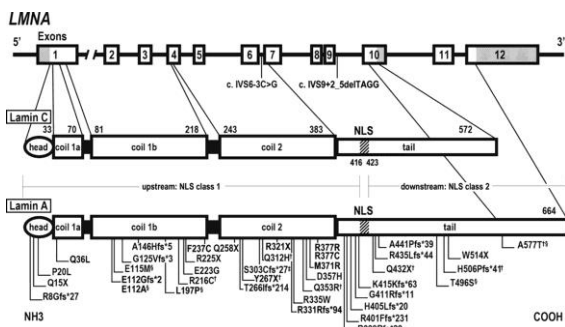 LMNA
5'
Exons
3'
1 2 3 4 5 6 7 8 9 10 11 12
c. IVS6-3C>G
c. IVS9+2_5delTAGG
Lamin C
33 70 81 218 243 383 572
NLS
head coil 1a coil 1b coil 2 tail
416 423
upstream: NLS class 1
downstream: NLS class 2
Lamin A
664
NLS
head coil 1a coil 1b coil 2 tail
Q36L
P20L
Q15X
R8Gfs*27
A146Hfs*5
G125Vfs*3
E115M§
E112Gfs*2
E112A§
F237C
R225X
E223G
R216C†
L197P§
Q258X
R321X
Q312H†
S303Cfs*27‡
Y267X†
T266Ifs*214
R377R
R377C
M371R
D357H
Q353R†
R335W
R331Rfs*94
A441Pfs*39
R435Lfs*44
Q432X†
K415Kfs*63
G411Rfs*11
H405Lfs*20
R401Ffs*231
W514X
H506Pfs*41†
T496S§
A577T†§
NH3
COOH